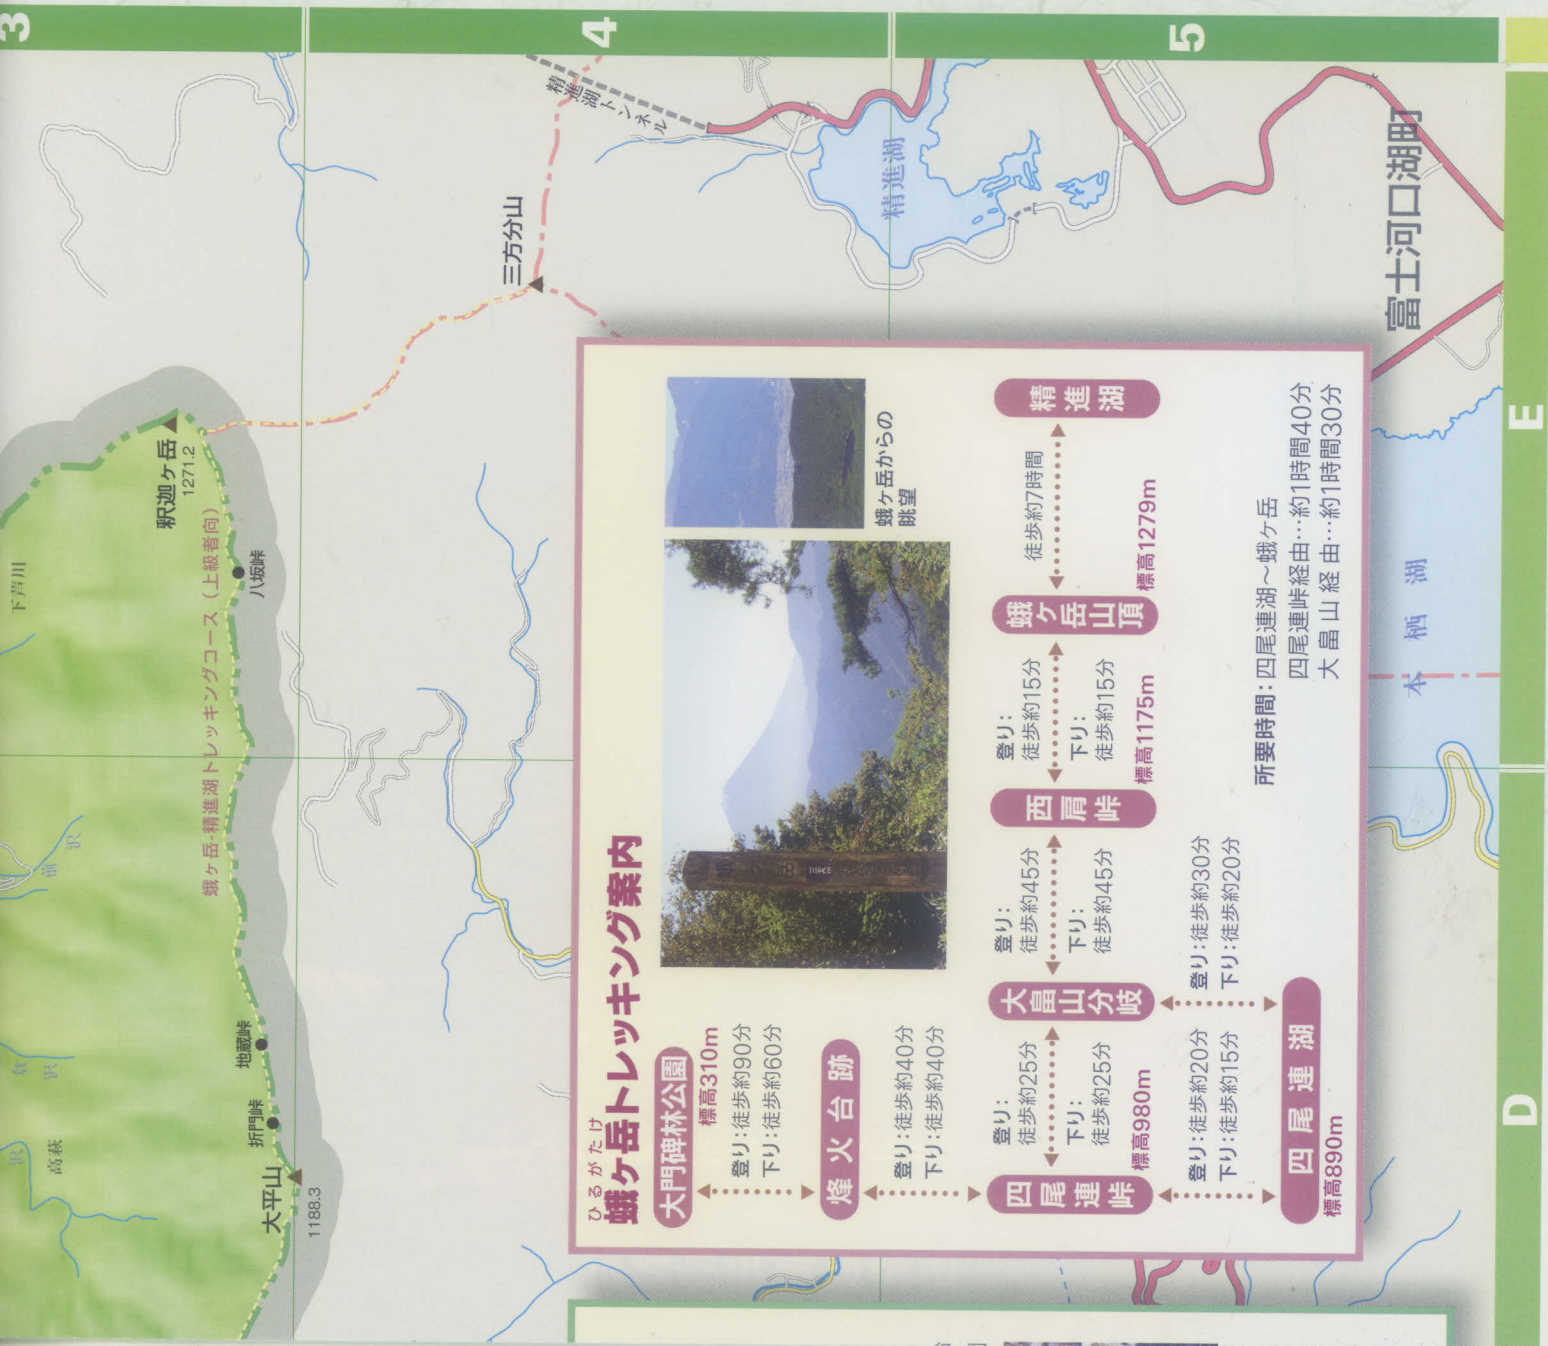 3
4
5
D
E
下芦川
釈迦ヶ岳
1271.2
八坂峠
蛾ヶ岳-精進湖トレッキングコース（上級者向）
地蔵峠
折門峠
大平山
1188.3
高萩
沢
前沢
三方分山
精進湖トンネル
精進湖
富士河口湖町
本栖湖
ひるがたけ
蛾ヶ岳トレッキング案内
大門碑林公園
標高310m
登り：徒歩約90分
下り：徒歩約60分
烽火台跡
登り：徒歩約40分
下り：徒歩約40分
四尾連峠
標高980m
登り：
徒歩約25分
下り：
徒歩約25分
大畠山分岐
登り：
徒歩約45分
下り：
徒歩約45分
西肩峠
標高1175m
登り：
徒歩約15分
下り：
徒歩約15分
蛾ヶ岳山頂
標高1279m
徒歩約7時間
精進湖
登り：徒歩約20分
下り：徒歩約15分
登り：徒歩約30分
下り：徒歩約20分
四尾連湖
標高890m
蛾ヶ岳からの
眺望
所要時間：四尾連湖〜蛾ヶ岳
四尾連峠経由…約1時間40分
大畠山経由…約1時間30分